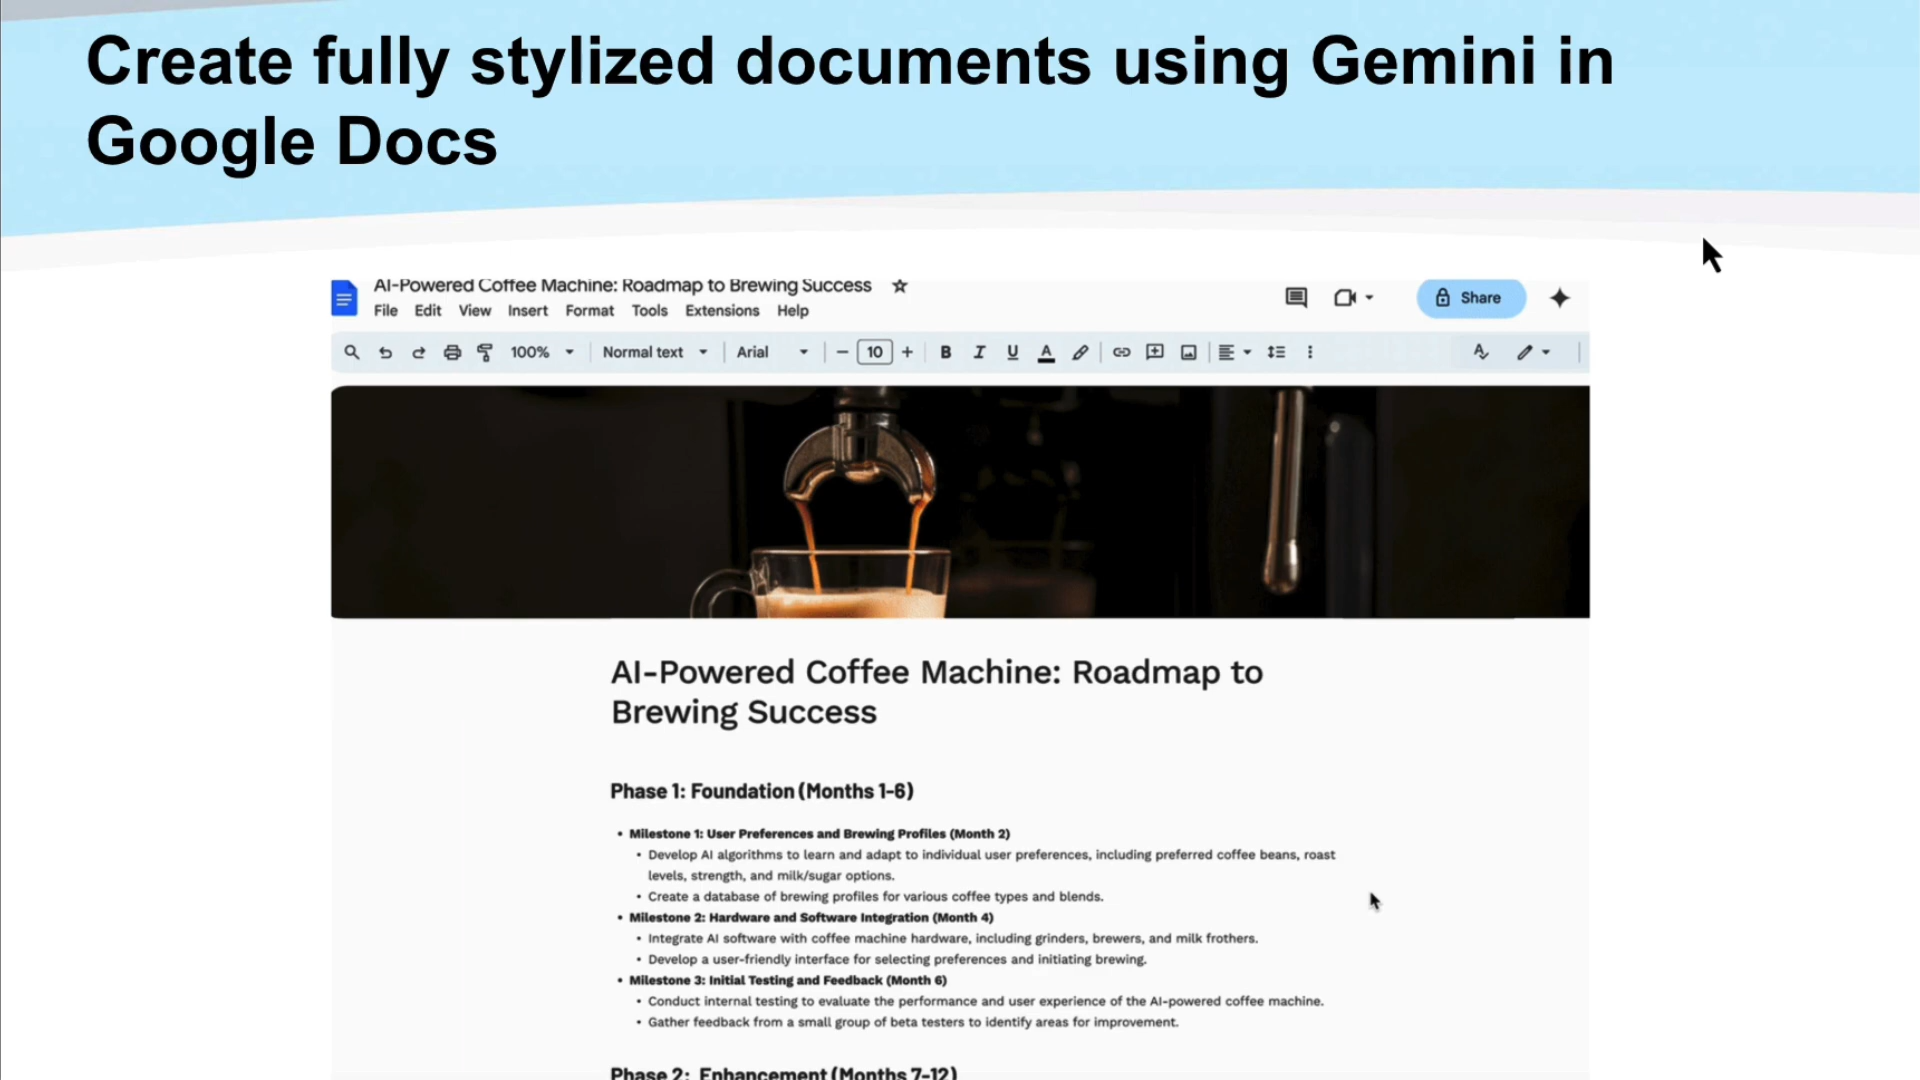 Create fully stylized documents using Gemini in
Google Docs
AI-Powered Coffee Machine: Roadmap to Brewing Success
File Edit View Insert Format Tools Extensions Help
Share
100% Normal text Arial 10 B I U A
AI-Powered Coffee Machine: Roadmap to
Brewing Success
Phase 1: Foundation (Months 1-6)
• Milestone 1: User Preferences and Brewing Profiles (Month 2)
• Develop AI algorithms to learn and adapt to individual user preferences, including preferred coffee beans, roast
levels, strength, and milk/sugar options.
• Create a database of brewing profiles for various coffee types and blends.
• Milestone 2: Hardware and Software Integration (Month 4)
• Integrate AI software with coffee machine hardware, including grinders, brewers, and milk frothers.
• Develop a user-friendly interface for selecting preferences and initiating brewing.
• Milestone 3: Initial Testing and Feedback (Month 6)
• Conduct internal testing to evaluate the performance and user experience of the AI-powered coffee machine.
• Gather feedback from a small group of beta testers to identify areas for improvement.
Phase 2: Enhancement (Months 7-12)